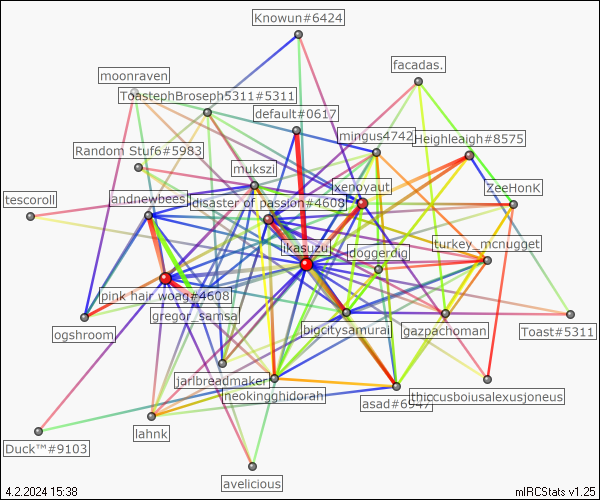 Knowun#6424
facadas.
moonraven
ToastephBroseph5311#5311
default#0617
mingus4742
Heighleaigh#8575
Random Stuf6#5983
mukszi
xenoyaut
ZeeHonK
tescoroll
andnewbees
disaster of passion#4608
ikasuzu
doggerdig
turkey_mcnugget
pink hair woag#4608
gregor_samsa
ogshroom
bigcitysamurai
gazpachoman
Toast#5311
jarlbreadmaker
neokingghidorah
asad#6947
thiccusboiusalexusjoneus
lahnk
Duck™#9103
avelicious
4.2.2024 15:38
mIRCStats v1.25